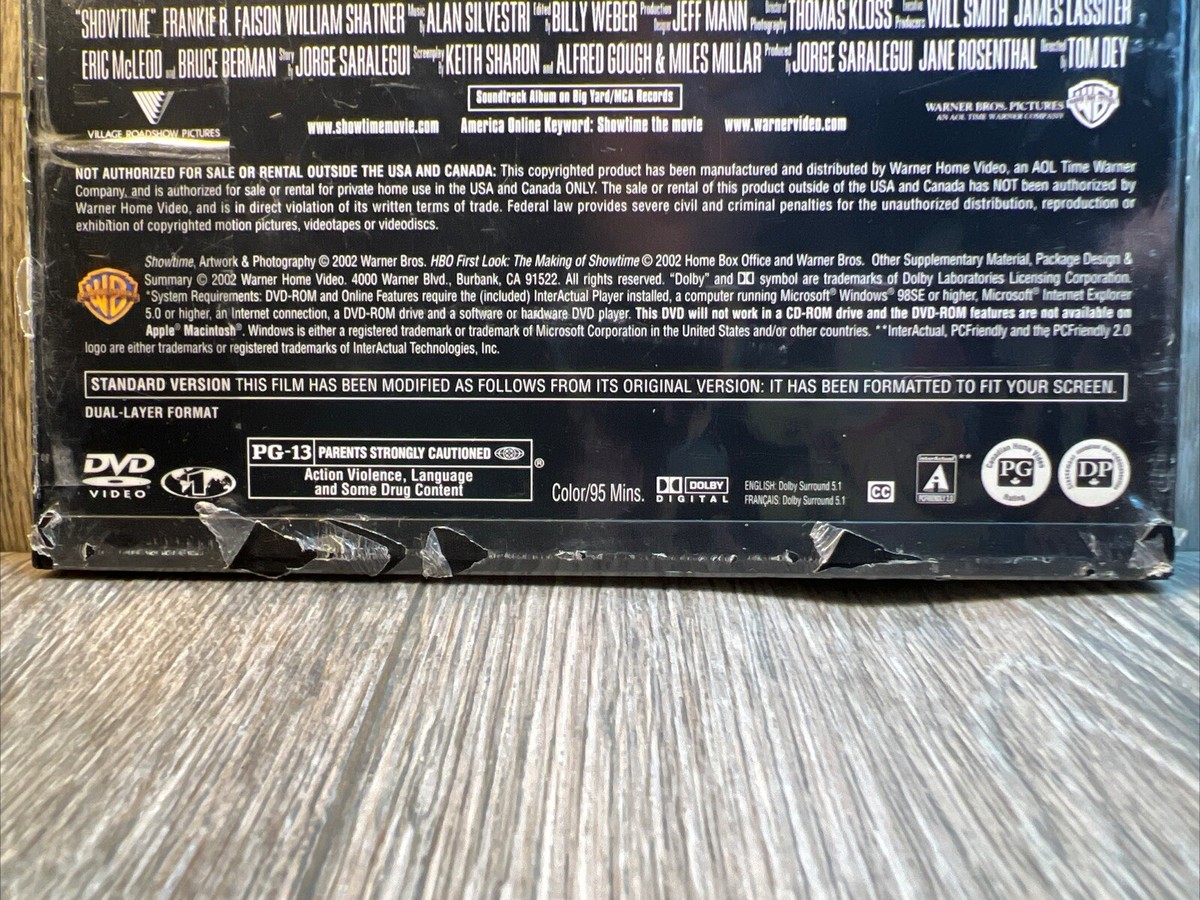 "SHOWTIME" FRANKIE R. FAISON WILLIAM SHATNER Music by ALAN SILVESTRI Edited by BILLY WEBER Production Designer JEFF MANN Director of Photography THOMAS KLOSS Executive Producers WILL SMITH JAMES LASSITER
ERIC McLEOD and BRUCE BERMAN Story by JORGE SARALEGUI Screenplay by KEITH SHARON and ALFRED GOUGH & MILES MILLAR Produced by JORGE SARALEGUI JANE ROSENTHAL Directed by TOM DEY
Soundtrack Album on Big Yard/MCA Records
VILLAGE ROADSHOW PICTURES
www.showtimemovie.com America Online Keyword: Showtime the movie www.warnervideo.com
WARNER BROS. PICTURES
AN AOL TIME WARNER COMPANY
NOT AUTHORIZED FOR SALE OR RENTAL OUTSIDE THE USA AND CANADA: This copyrighted product has been manufactured and distributed by Warner Home Video, an AOL Time Warner
Company, and is authorized for sale or rental for private home use in the USA and Canada ONLY. The sale or rental of this product outside of the USA and Canada has NOT been authorized by
Warner Home Video, and is in direct violation of its written terms of trade. Federal law provides severe civil and criminal penalties for the unauthorized distribution, reproduction or
exhibition of copyrighted motion pictures, videotapes or videodiscs.
Showtime, Artwork & Photography © 2002 Warner Bros. HBO First Look: The Making of Showtime © 2002 Home Box Office and Warner Bros. Other Supplementary Material, Package Design &
Summary © 2002 Warner Home Video. 4000 Warner Blvd., Burbank, CA 91522. All rights reserved. "Dolby" and symbol are trademarks of Dolby Laboratories Licensing Corporation.
*System Requirements: DVD-ROM and Online Features require the (included) InterActual Player installed, a computer running Microsoft® Windows® 98SE or higher, Microsoft® Internet Explorer
5.0 or higher, an Internet connection, a DVD-ROM drive and a software or hardware DVD player. This DVD will not work in a CD-ROM drive and the DVD-ROM features are not available on
Apple® Macintosh®. Windows is either a registered trademark or trademark of Microsoft Corporation in the United States and/or other countries. **InterActual, PCFriendly and the PCFriendly 2.0
logo are either trademarks or registered trademarks of InterActual Technologies, Inc.
STANDARD VERSION THIS FILM HAS BEEN MODIFIED AS FOLLOWS FROM ITS ORIGINAL VERSION: IT HAS BEEN FORMATTED TO FIT YOUR SCREEN.
DUAL-LAYER FORMAT
DVD
VIDEO
1
PG-13 PARENTS STRONGLY CAUTIONED ®
Action Violence, Language
and Some Drug Content
Color/95 Mins.
DOLBY
DIGITAL
ENGLISH: Dolby Surround 5.1
FRANÇAIS: Dolby Surround 5.1
CC
InterActual
A **
PCFRIENDLY 2.0
Canadian Home Video
PG
Rated
DP